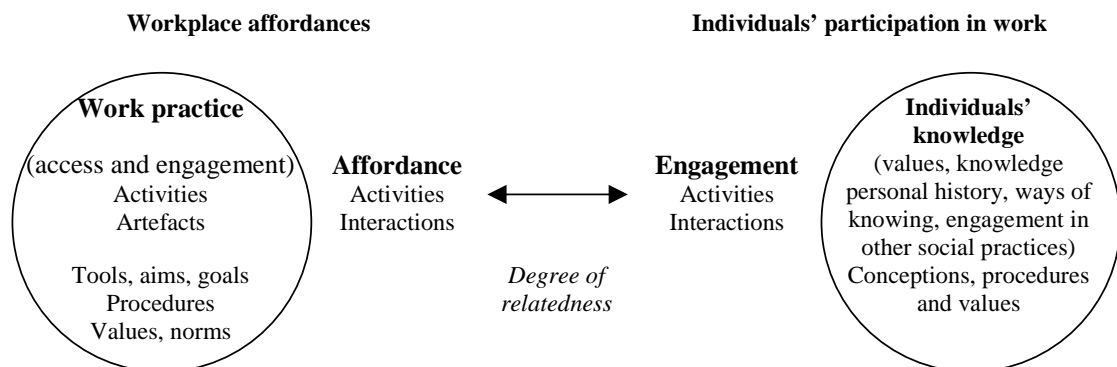 Workplace affordances
Individuals’ participation in work
Work practice
(access and engagement)
Activities
Artefacts
Tools, aims, goals
Procedures
Values, norms
Affordance
Activities
Interactions
Degree of
relatedness
Engagement
Activities
Interactions
Individuals’
knowledge
(values, knowledge
personal history, ways of
knowing, engagement in
other social practices)
Conceptions, procedures
and values